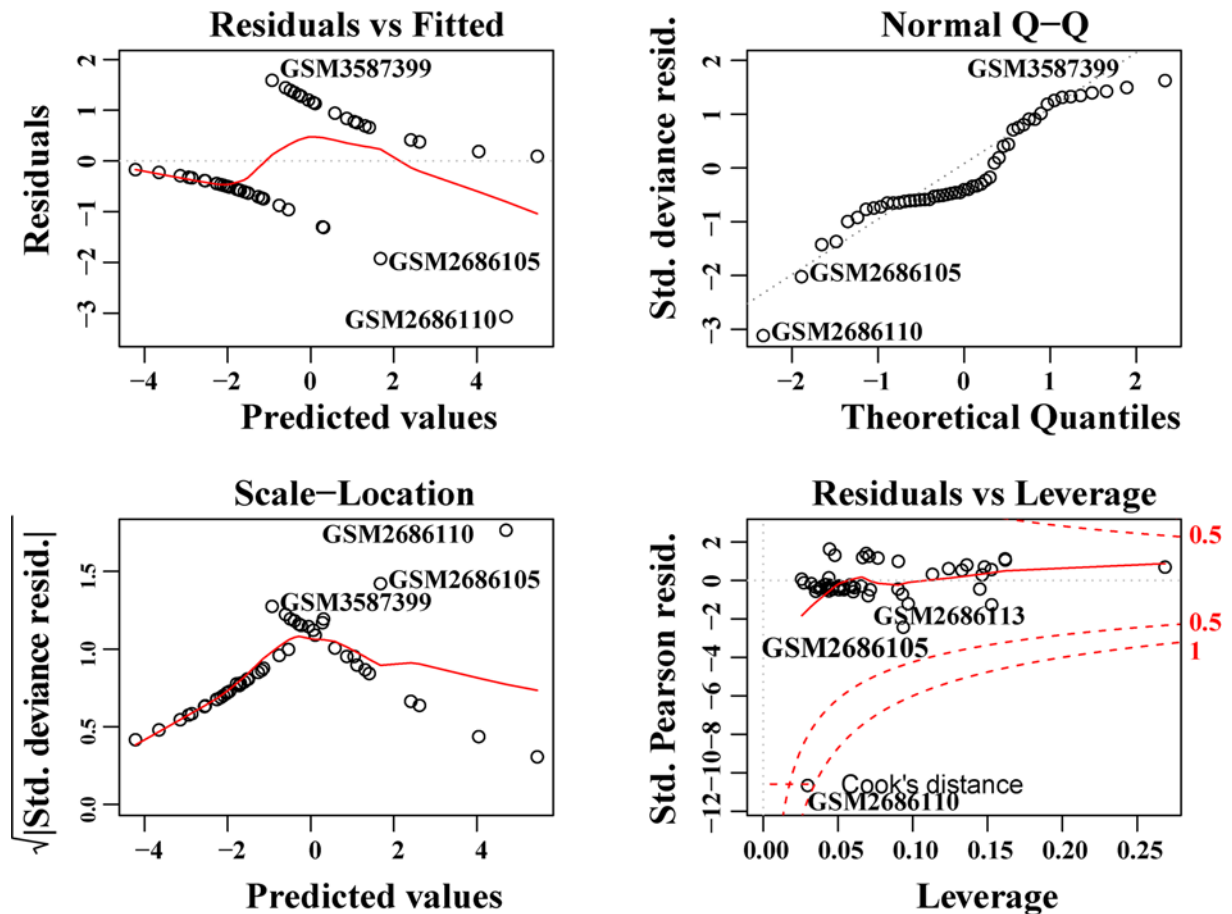 Residuals vs Fitted
Residuals
2
1
0
−1
−2
−3
GSM3587399
GSM2686105
GSM2686110
−4 −2 0 2 4
Predicted values
Normal Q−Q
Std. deviance resid.
2
1
0
−1
−2
−3
GSM3587399
GSM2686105
GSM2686110
−2 −1 0 1 2
Theoretical Quantiles
Scale−Location
√|Std. deviance resid.|
1.5
1.0
0.5
0.0
GSM2686110
GSM2686105
GSM3587399
−4 −2 0 2 4
Predicted values
Residuals vs Leverage
Std. Pearson resid.
2
0
−2
−4
−6
−8
−10
−12
0.5
0.5
1
GSM2686113
GSM2686105
Cook's distance
GSM2686110
0.00 0.05 0.10 0.15 0.20 0.25
Leverage